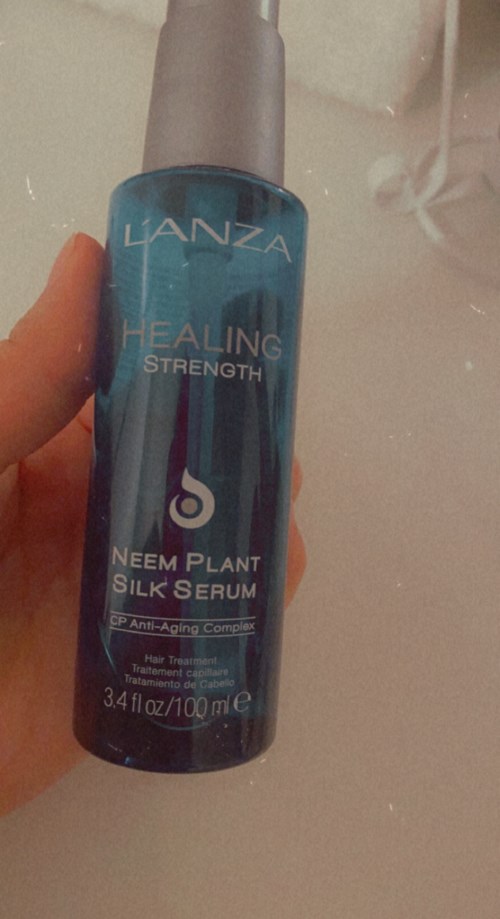 L'ANZA
HEALING
STRENGTH
NEEM PLANT
SILK SERUM
CP Anti-Aging Complex
Hair Treatment
Traitement capillaire
Tratamiento de Cabello
3.4 fl oz/100 ml e